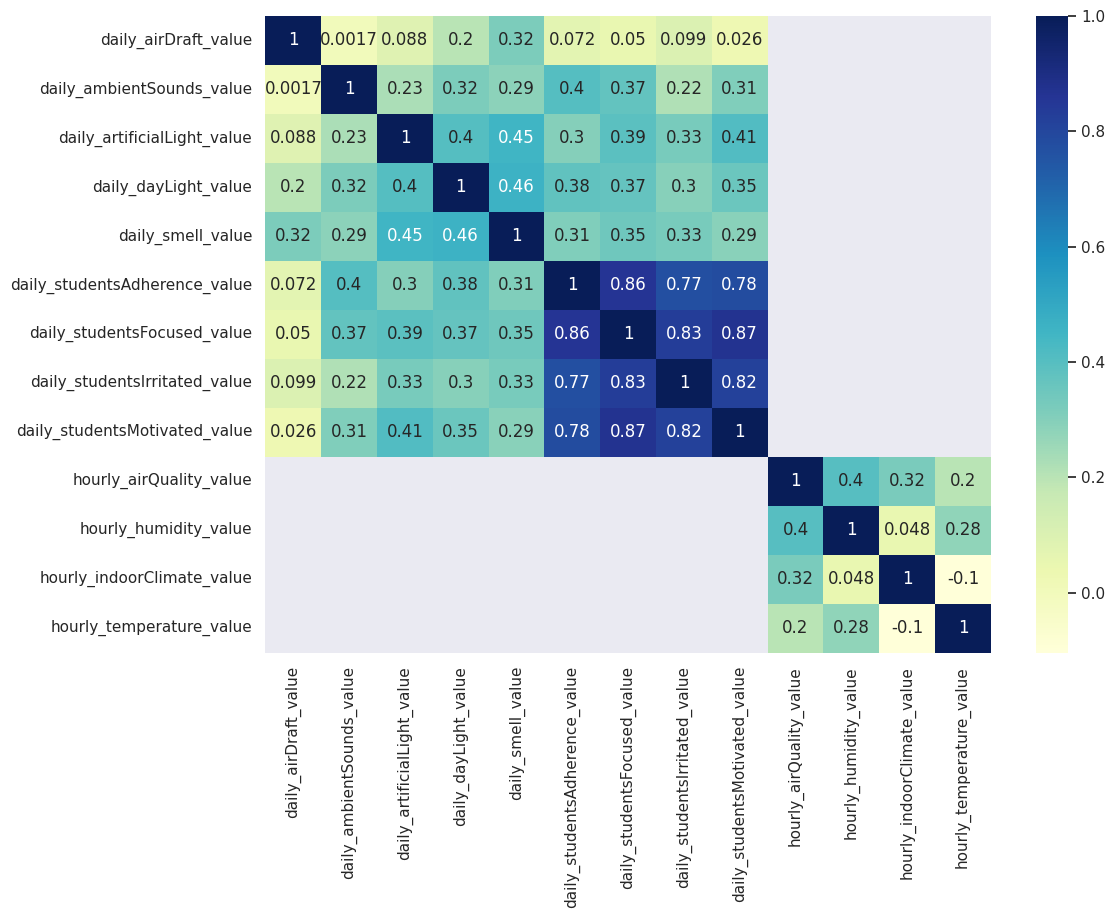 daily_airDraft_value 1 0.0017 0.088 0.2 0.32 0.072 0.05 0.099 0.026
daily_ambientSounds_value 0.0017 1 0.23 0.32 0.29 0.4 0.37 0.22 0.31
daily_artificialLight_value 0.088 0.23 1 0.4 0.45 0.3 0.39 0.33 0.41
daily_dayLight_value 0.2 0.32 0.4 1 0.46 0.38 0.37 0.3 0.35
daily_smell_value 0.32 0.29 0.45 0.46 1 0.31 0.35 0.33 0.29
daily_studentsAdherence_value 0.072 0.4 0.3 0.38 0.31 1 0.86 0.77 0.78
daily_studentsFocused_value 0.05 0.37 0.39 0.37 0.35 0.86 1 0.83 0.87
daily_studentsIrritated_value 0.099 0.22 0.33 0.3 0.33 0.77 0.83 1 0.82
daily_studentsMotivated_value 0.026 0.31 0.41 0.35 0.29 0.78 0.87 0.82 1
hourly_airQuality_value 1 0.4 0.32 0.2
hourly_humidity_value 0.4 1 0.048 0.28
hourly_indoorClimate_value 0.32 0.048 1 -0.1
hourly_temperature_value 0.2 0.28 -0.1 1
daily_airDraft_value
daily_ambientSounds_value
daily_artificialLight_value
daily_dayLight_value
daily_smell_value
daily_studentsAdherence_value
daily_studentsFocused_value
daily_studentsIrritated_value
daily_studentsMotivated_value
hourly_airQuality_value
hourly_humidity_value
hourly_indoorClimate_value
hourly_temperature_value
1.0
0.8
0.6
0.4
0.2
0.0